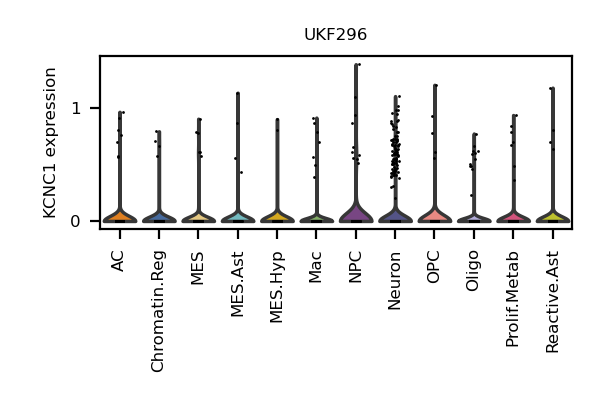 UKF296
KCNC1 expression
1
0
AC
Chromatin.Reg
MES
MES.Ast
MES.Hyp
Mac
NPC
Neuron
OPC
Oligo
Prolif.Metab
Reactive.Ast